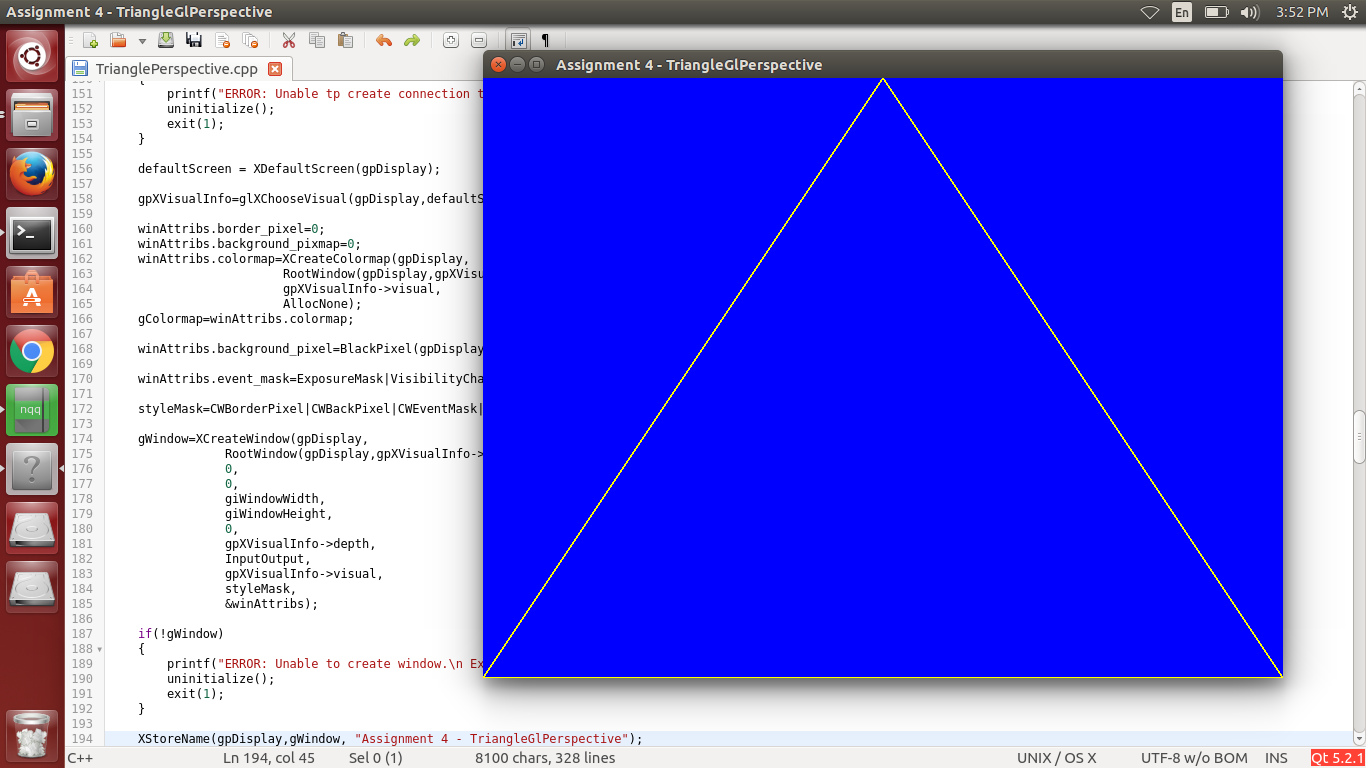 Assignment 4 - TriangleGlPerspective
En
3:52 PM
TrianglePerspective.cpp
Assignment 4 - TriangleGlPerspective
151 printf("ERROR: Unable tp create connection t
152 uninitialize();
153 exit(1);
154 }
155
156 defaultScreen = XDefaultScreen(gpDisplay);
157
158 gpXVisualInfo=glXChooseVisual(gpDisplay,defaultS
159
160 winAttribs.border_pixel=0;
161 winAttribs.background_pixmap=0;
162 winAttribs.colormap=XCreateColormap(gpDisplay,
163 RootWindow(gpDisplay,gpXVisu
164 gpXVisualInfo->visual,
165 AllocNone);
166 gColormap=winAttribs.colormap;
167
168 winAttribs.background_pixel=BlackPixel(gpDisplay
169
170 winAttribs.event_mask=ExposureMask|VisibilityCha
171
172 styleMask=CWBorderPixel|CWBackPixel|CWEventMask|
173
174 gWindow=XCreateWindow(gpDisplay,
175 RootWindow(gpDisplay,gpXVisualInfo->
176 0,
177 0,
178 giWindowWidth,
179 giWindowHeight,
180 0,
181 gpXVisualInfo->depth,
182 InputOutput,
183 gpXVisualInfo->visual,
184 styleMask,
185 &winAttribs);
186
187 if(!gWindow)
188 {
189 printf("ERROR: Unable to create window.\n Ex
190 uninitialize();
191 exit(1);
192 }
193
194 XStoreName(gpDisplay,gWindow, "Assignment 4 - TriangleGlPerspective");
nqq
C++
Ln 194, col 45
Sel 0 (1)
8100 chars, 328 lines
UNIX / OS X
UTF-8 w/o BOM
INS
Qt 5.2.1